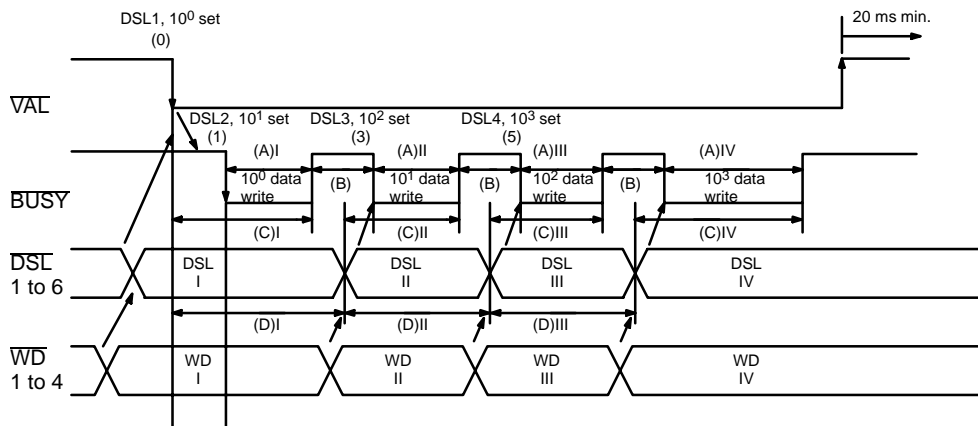 DSL1, 10⁰ set
(0)
20 ms min.
VAL
DSL2, 10¹ set
(1)
DSL3, 10² set
(3)
DSL4, 10³ set
(5)
(A)I
(A)II
(A)III
(A)IV
BUSY
10⁰ data
write
(B)
10¹ data
write
(B)
10² data
write
(B)
10³ data
write
(C)I
(C)II
(C)III
(C)IV
DSL
1 to 6
DSL
I
DSL
II
DSL
III
DSL
IV
(D)I
(D)II
(D)III
WD
1 to 4
WD
I
WD
II
WD
III
WD
IV